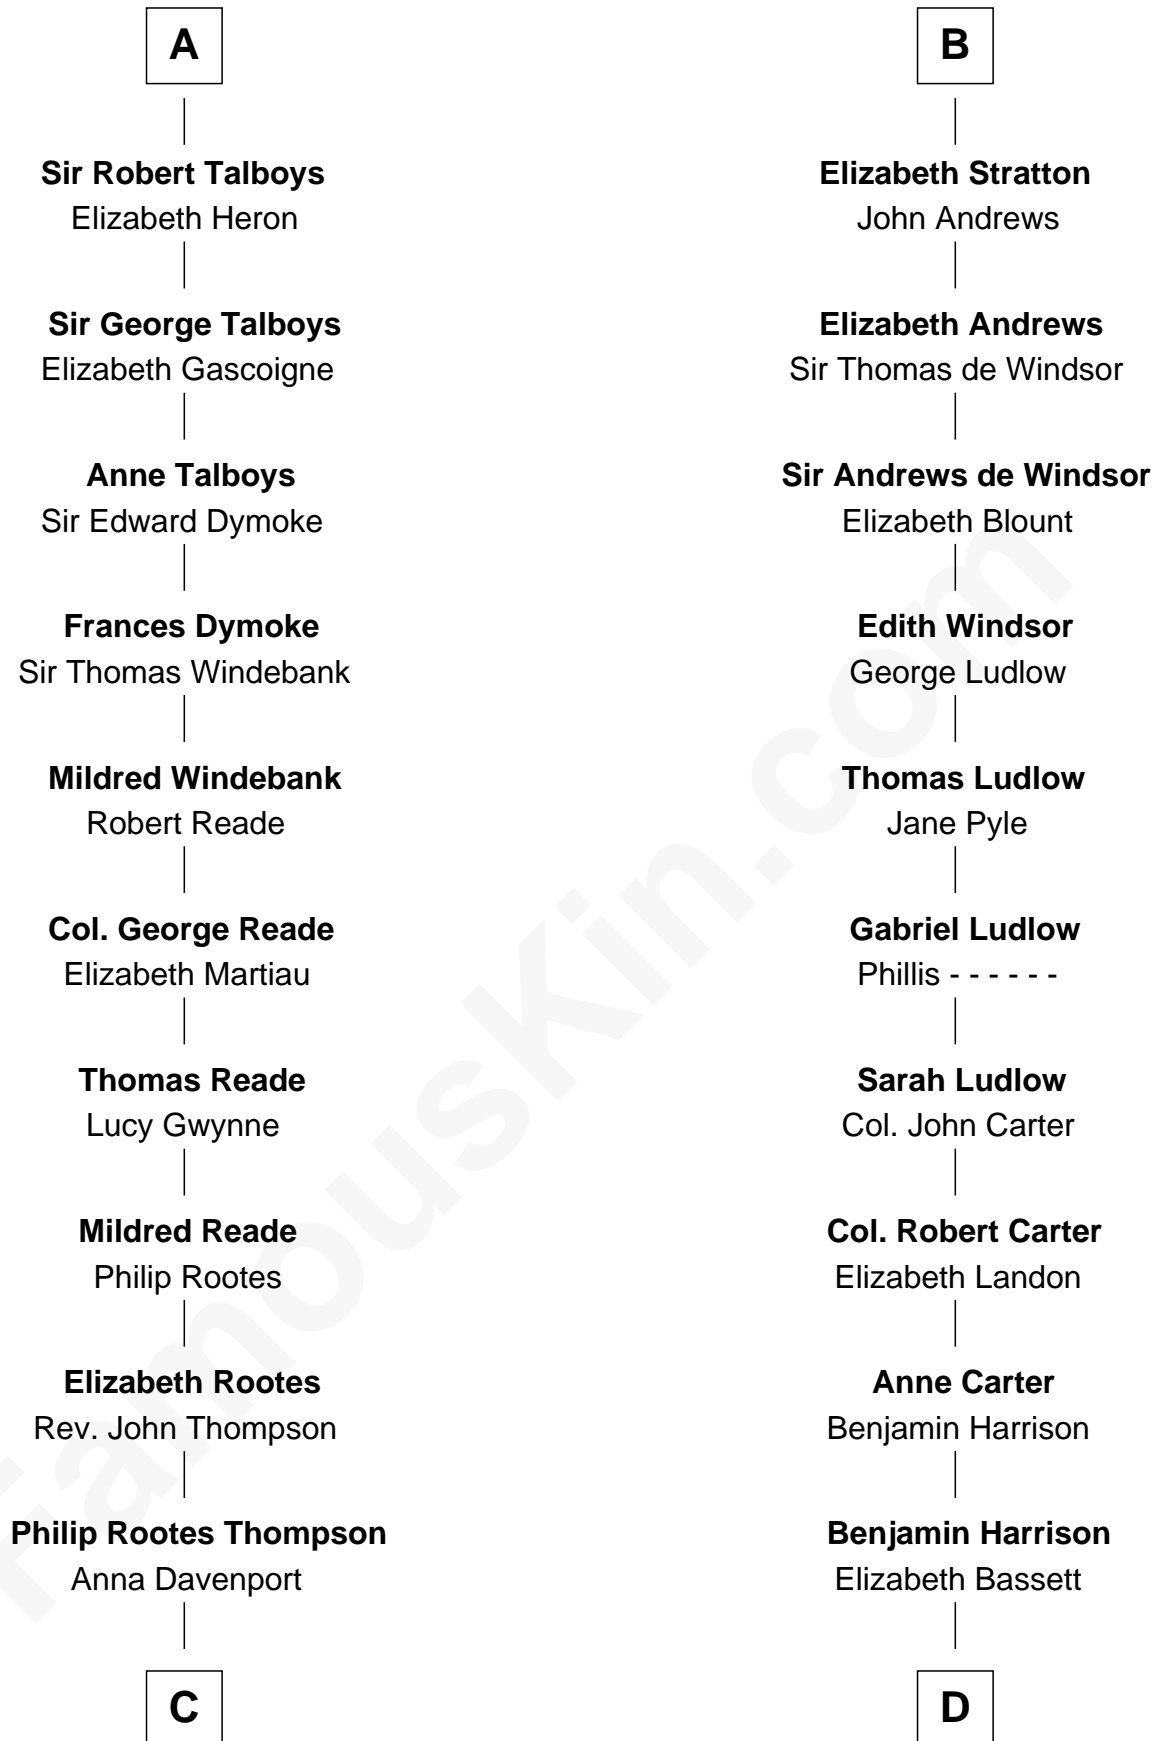 A
Sir Robert Talboys
Elizabeth Heron
Sir George Talboys
Elizabeth Gascoigne
Anne Talboys
Sir Edward Dymoke
Frances Dymoke
Sir Thomas Windebank
Mildred Windebank
Robert Reade
Col. George Reade
Elizabeth Martiau
Thomas Reade
Lucy Gwynne
Mildred Reade
Philip Rootes
Elizabeth Rootes
Rev. John Thompson
Philip Rootes Thompson
Anna Davenport
C
B
Elizabeth Stratton
John Andrews
Elizabeth Andrews
Sir Thomas de Windsor
Sir Andrews de Windsor
Elizabeth Blount
Edith Windsor
George Ludlow
Thomas Ludlow
Jane Pyle
Gabriel Ludlow
Phillis - - - - - -
Sarah Ludlow
Col. John Carter
Col. Robert Carter
Elizabeth Landon
Anne Carter
Benjamin Harrison
Benjamin Harrison
Elizabeth Bassett
D
FamousKin.com